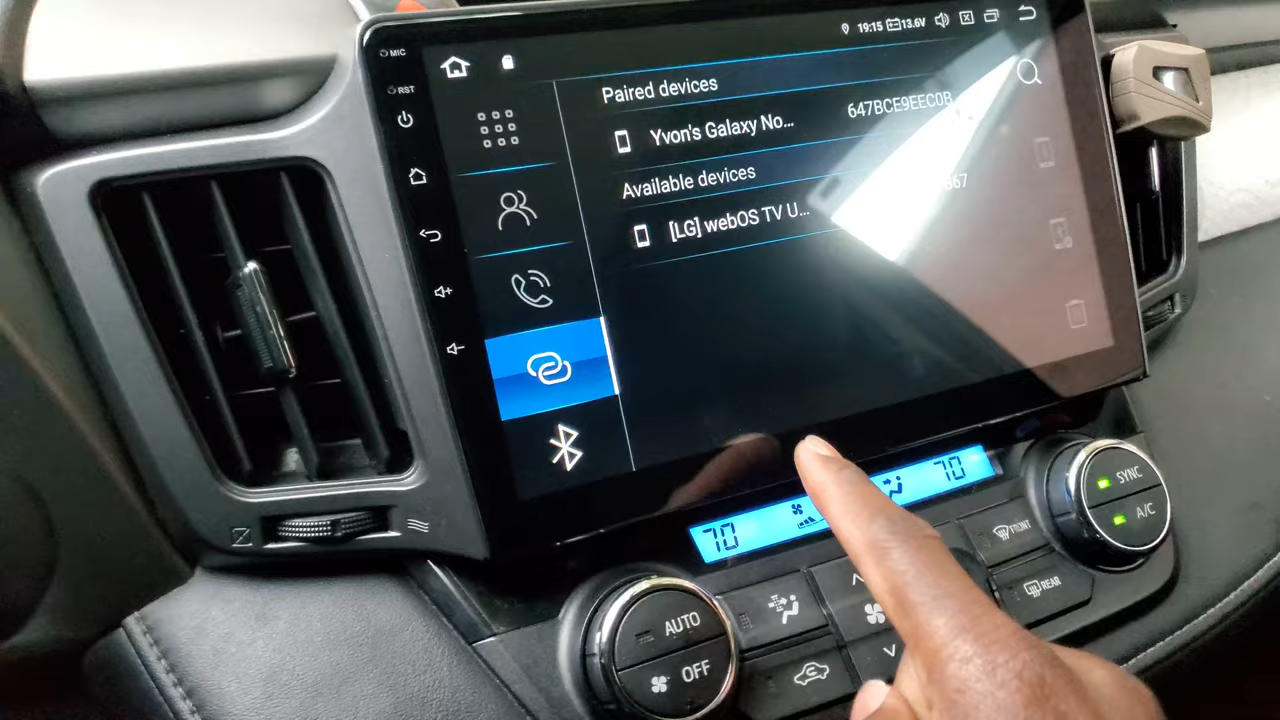 MIC
19:15 13.6V
RST
Paired devices
Yvon's Galaxy No... 647BCE9EEC0B
Available devices
[LG] webOS TV U...
70 70
SYNC
A/C
FRONT
REAR
AUTO
OFF